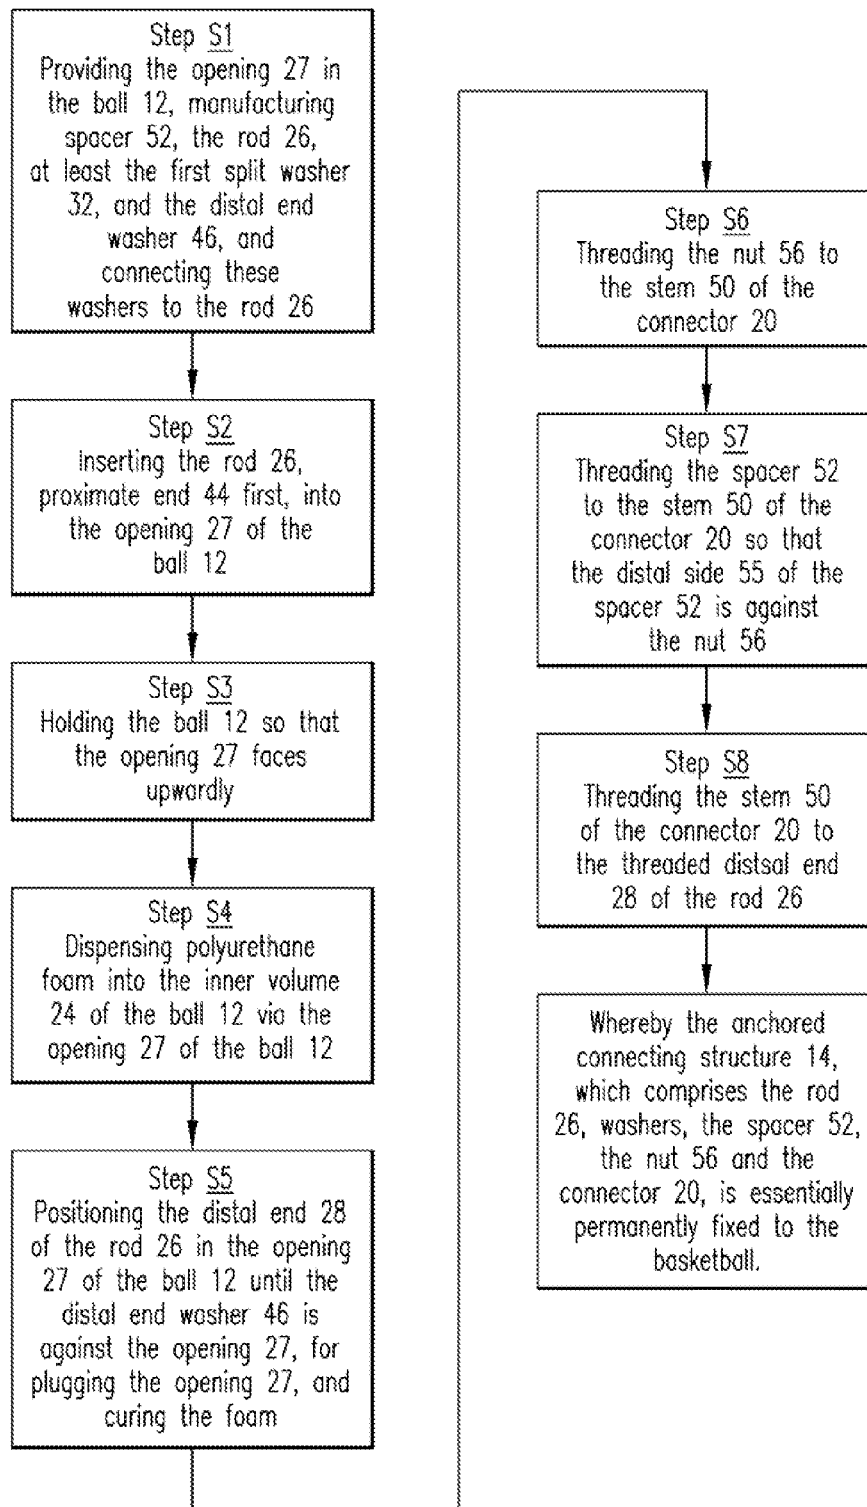 Step S1
Providing the opening 27 in
the ball 12, manufacturing
spacer 52, the rod 26,
at least the first split washer
32, and the distal end
washer 46, and
connecting these
washers to the rod 26
Step S2
Inserting the rod 26,
proximate end 44 first, into
the opening 27 of the
ball 12
Step S3
Holding the ball 12 so that
the opening 27 faces
upwardly
Step S4
Dispensing polyurethane
foam into the inner volume
24 of the ball 12 via the
opening 27 of the ball 12
Step S5
Positioning the distal end 28
of the rod 26 in the opening
27 of the ball 12 until the
distal end washer 46 is
against the opening 27, for
plugging the opening 27, and
curing the foam
Step S6
Threading the nut 56 to
the stem 50 of the
connector 20
Step S7
Threading the spacer 52
to the stem 50 of the
connector 20 so that
the distal side 55 of the
spacer 52 is against
the nut 56
Step S8
Threading the stem 50
of the connector 20 to
the threaded distsal end
28 of the rod 26
Whereby the anchored
connecting structure 14,
which comprises the rod
26, washers, the spacer 52,
the nut 56 and the
connector 20, is essentially
permanently fixed to the
basketball.